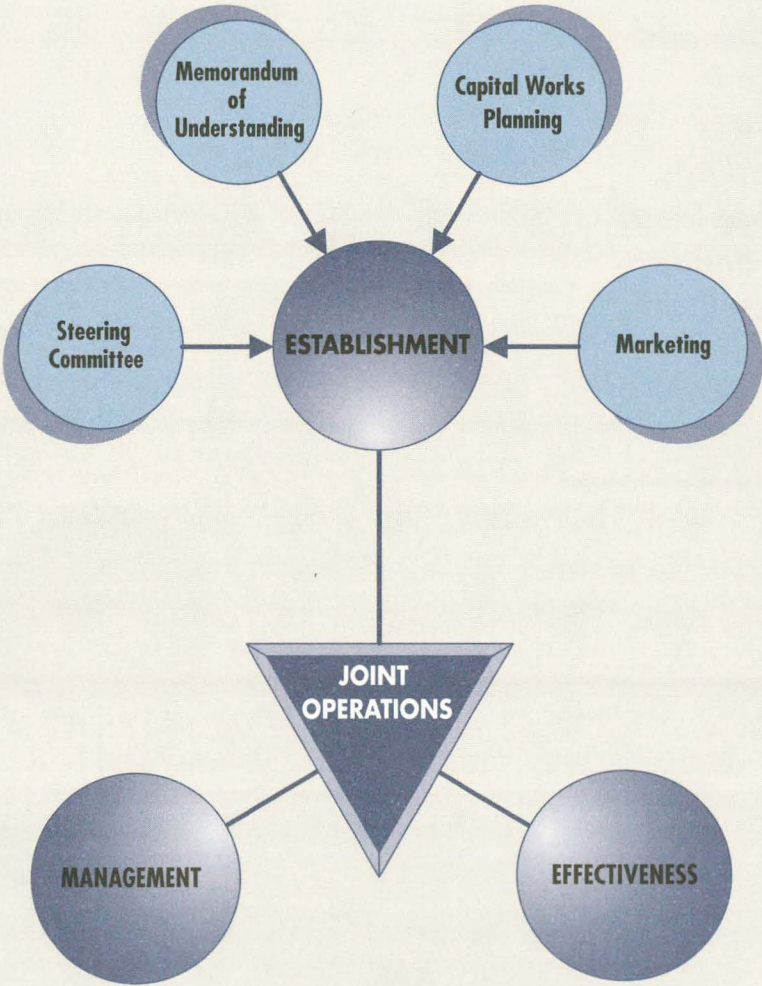 Memorandum
of
Understanding
Capital Works
Planning
Steering
Committee
ESTABLISHMENT
Marketing
JOINT
OPERATIONS
MANAGEMENT
EFFECTIVENESS